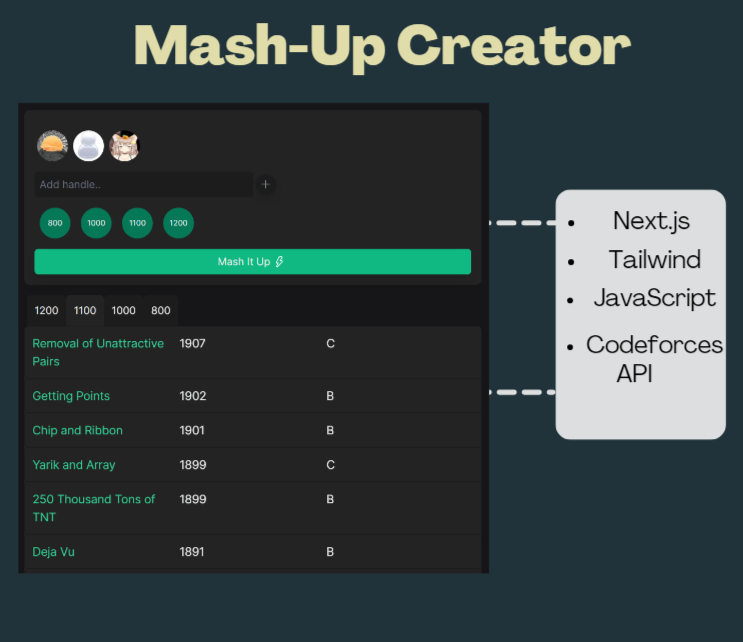 Mash-Up Creator
Add handle..
800 1000 1100 1200
Mash It Up
1200 1100 1000 800
Removal of Unattractive 1907 C
Pairs
Getting Points 1902 B
Chip and Ribbon 1901 B
Yarik and Array 1899 C
250 Thousand Tons of 1899 B
TNT
Deja Vu 1891 B
Next.js
Tailwind
JavaScript
Codeforces
API